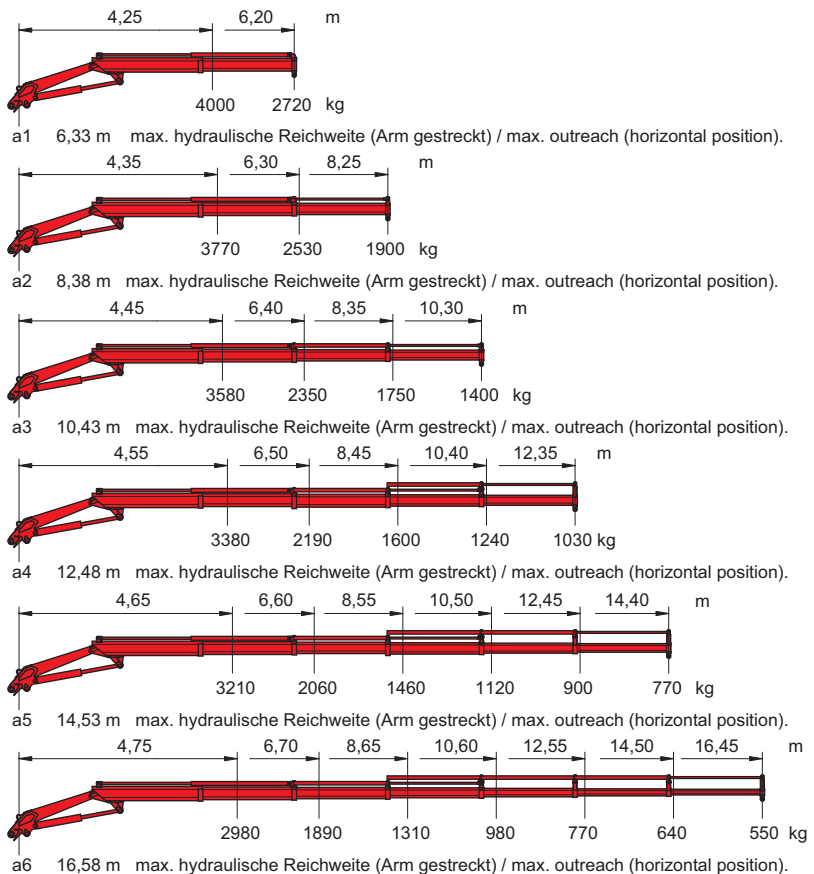 4,25 6,20 m
4000 2720 kg
a1 6,33 m max. hydraulische Reichweite (Arm gestreckt) / max. outreach (horizontal position).
4,35 6,30 8,25 m
3770 2530 1900 kg
a2 8,38 m max. hydraulische Reichweite (Arm gestreckt) / max. outreach (horizontal position).
4,45 6,40 8,35 10,30 m
3580 2350 1750 1400 kg
a3 10,43 m max. hydraulische Reichweite (Arm gestreckt) / max. outreach (horizontal position).
4,55 6,50 8,45 10,40 12,35 m
3380 2190 1600 1240 1030 kg
a4 12,48 m max. hydraulische Reichweite (Arm gestreckt) / max. outreach (horizontal position).
4,65 6,60 8,55 10,50 12,45 14,40 m
3210 2060 1460 1120 900 770 kg
a5 14,53 m max. hydraulische Reichweite (Arm gestreckt) / max. outreach (horizontal position).
4,75 6,70 8,65 10,60 12,55 14,50 16,45 m
2980 1890 1310 980 770 640 550 kg
a6 16,58 m max. hydraulische Reichweite (Arm gestreckt) / max. outreach (horizontal position).